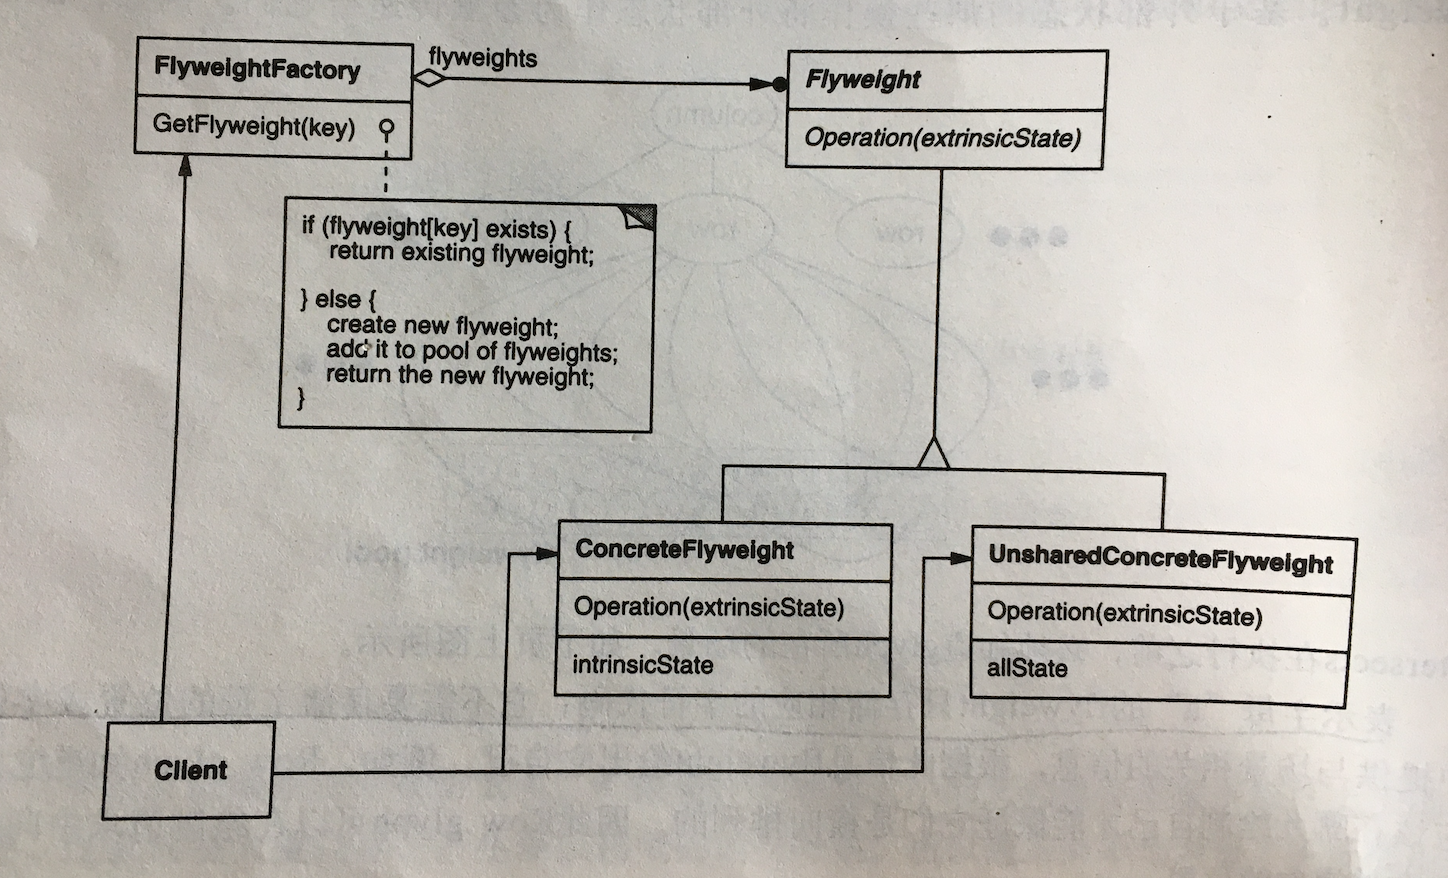 FlyweightFactory
GetFlyweight(key)
flyweights
Flyweight
Operation(extrinsicState)
if (flyweight[key] exists) {
return existing flyweight;
} else {
create new flyweight;
add it to pool of flyweights;
return the new flyweight;
}
ConcreteFlyweight
Operation(extrinsicState)
intrinsicState
UnsharedConcreteFlyweight
Operation(extrinsicState)
allState
Client